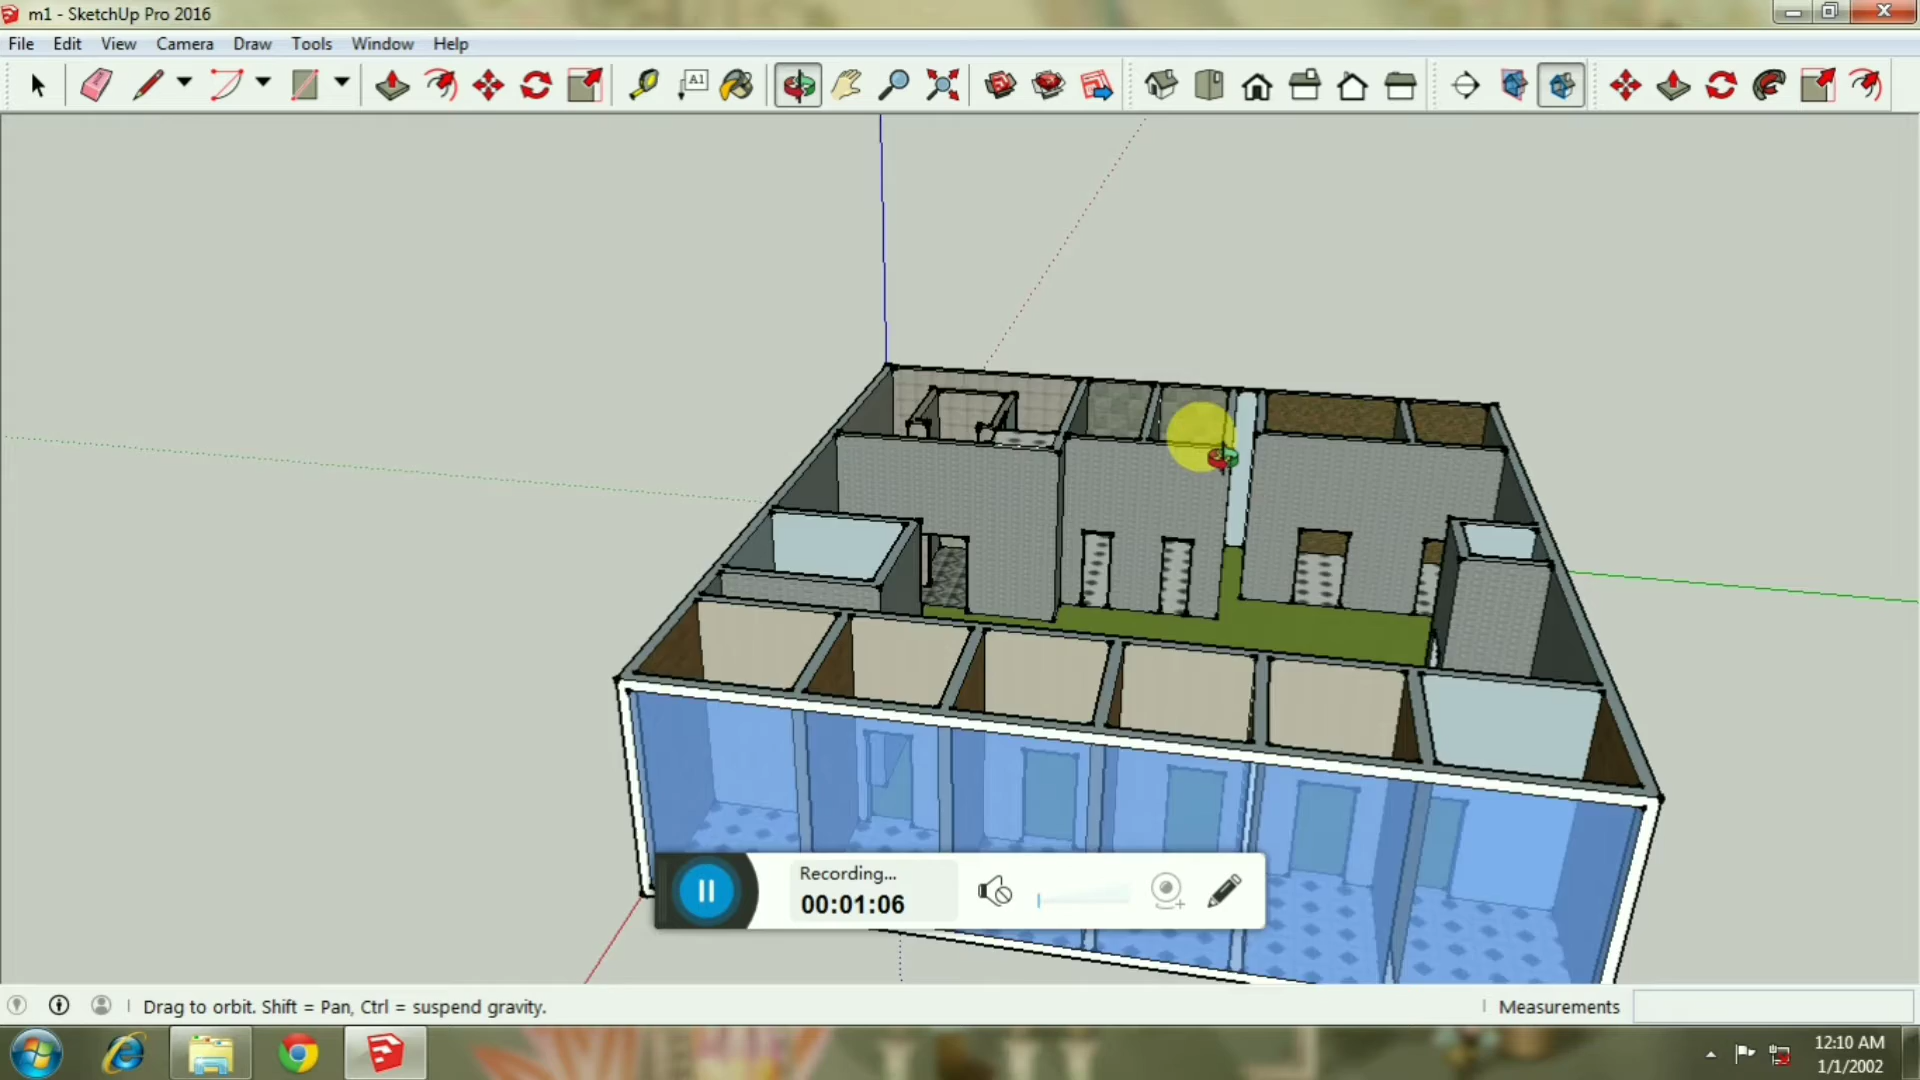 m1 - SketchUp Pro 2016
File Edit View Camera Draw Tools Window Help
A1
Recording...
00:01:06
Drag to orbit. Shift = Pan, Ctrl = suspend gravity.
Measurements
12:10 AM
1/1/2002